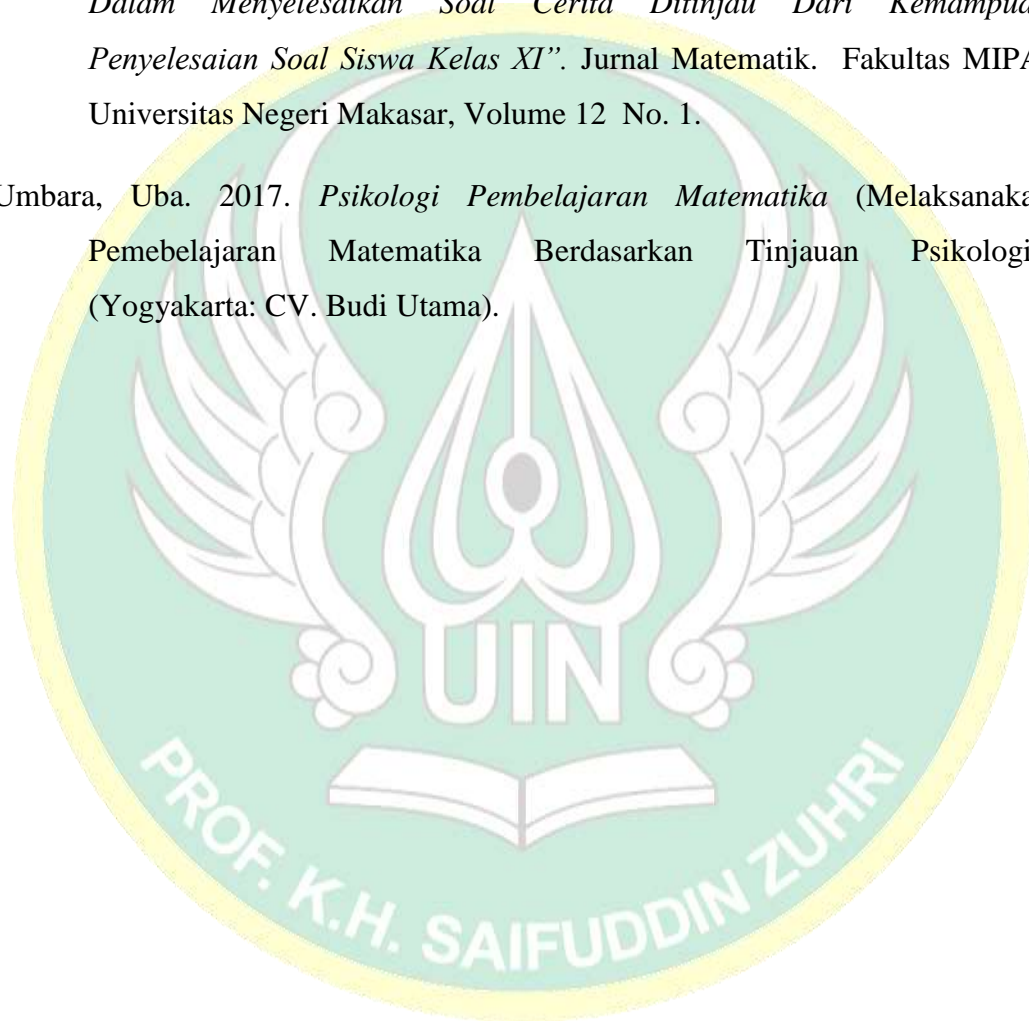 Dalam Menyelesaikan Soal Cerita Ditinjau Dari Kemampua
Penyelesaian Soal Siswa Kelas XI”. Jurnal Matematik. Fakultas MIPA
Universitas Negeri Makasar, Volume 12 No. 1.
Umbara, Uba. 2017. Psikologi Pembelajaran Matematika (Melaksanaka
Pemebelajaran Matematika Berdasarkan Tinjauan Psikologi
(Yogyakarta: CV. Budi Utama).
UIN
PROF. K.H. SAIFUDDIN ZUHRI